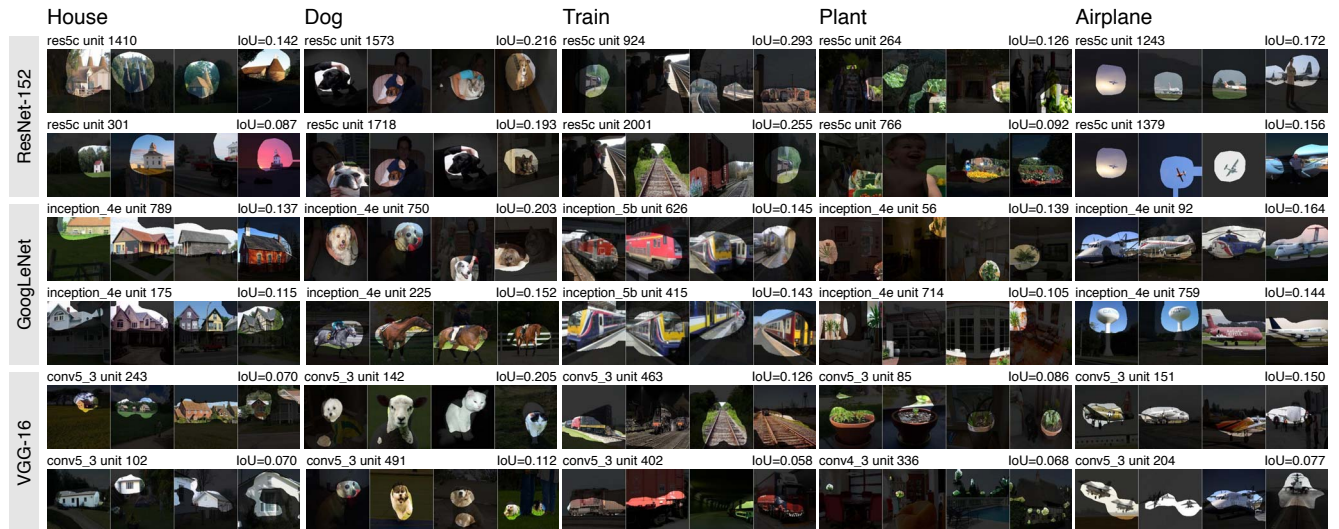 House Dog Train Plant Airplane
ResNet-152
res5c unit 1410 IoU=0.142 res5c unit 1573 IoU=0.216 res5c unit 924 IoU=0.293 res5c unit 264 IoU=0.126 res5c unit 1243 IoU=0.172
res5c unit 301 IoU=0.087 res5c unit 1718 IoU=0.193 res5c unit 2001 IoU=0.255 res5c unit 766 IoU=0.092 res5c unit 1379 IoU=0.156
GoogLeNet
inception_4e unit 789 IoU=0.137 inception_4e unit 750 IoU=0.203 inception_5b unit 626 IoU=0.145 inception_4e unit 56 IoU=0.139 inception_4e unit 92 IoU=0.164
inception_4e unit 175 IoU=0.115 inception_4e unit 225 IoU=0.152 inception_5b unit 415 IoU=0.143 inception_4e unit 714 IoU=0.105 inception_4e unit 759 IoU=0.144
VGG-16
conv5_3 unit 243 IoU=0.070 conv5_3 unit 142 IoU=0.205 conv5_3 unit 463 IoU=0.126 conv5_3 unit 85 IoU=0.086 conv5_3 unit 151 IoU=0.150
conv5_3 unit 102 IoU=0.070 conv5_3 unit 491 IoU=0.112 conv5_3 unit 402 IoU=0.058 conv4_3 unit 336 IoU=0.068 conv5_3 unit 204 IoU=0.077